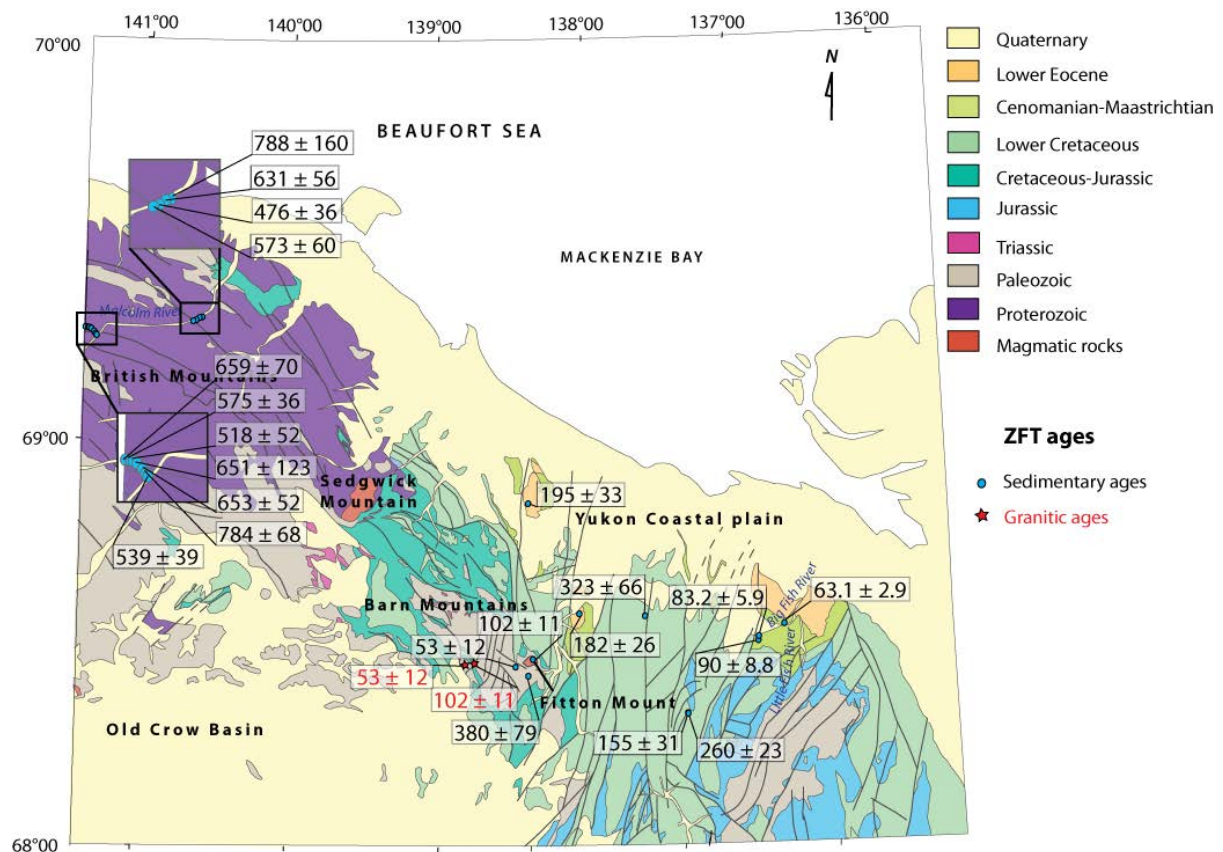 141°00 140°00 139°00 138°00 137°00 136°00
70°00
N
BEAUFORT SEA
788 ± 160
631 ± 56
476 ± 36
573 ± 60
MACKENZIE BAY
Malcolm River
659 ± 70
British Mountains
575 ± 36
518 ± 52
69°00
651 ± 123
653 ± 52
784 ± 68
539 ± 39
Sedgwick
Mountain
195 ± 33
Yukon Coastal plain
323 ± 66
83.2 ± 5.9
Big Fish River
63.1 ± 2.9
Barn Mountains
102 ± 11
182 ± 26
53 ± 12
90 ± 8.8
Little Fish River
53 ± 12
102 ± 11
Fitton Mount
Old Crow Basin
380 ± 79
155 ± 31
260 ± 23
68°00
Quaternary
Lower Eocene
Cenomanian-Maastrichtian
Lower Cretaceous
Cretaceous-Jurassic
Jurassic
Triassic
Paleozoic
Proterozoic
Magmatic rocks
ZFT ages
Sedimentary ages
Granitic ages